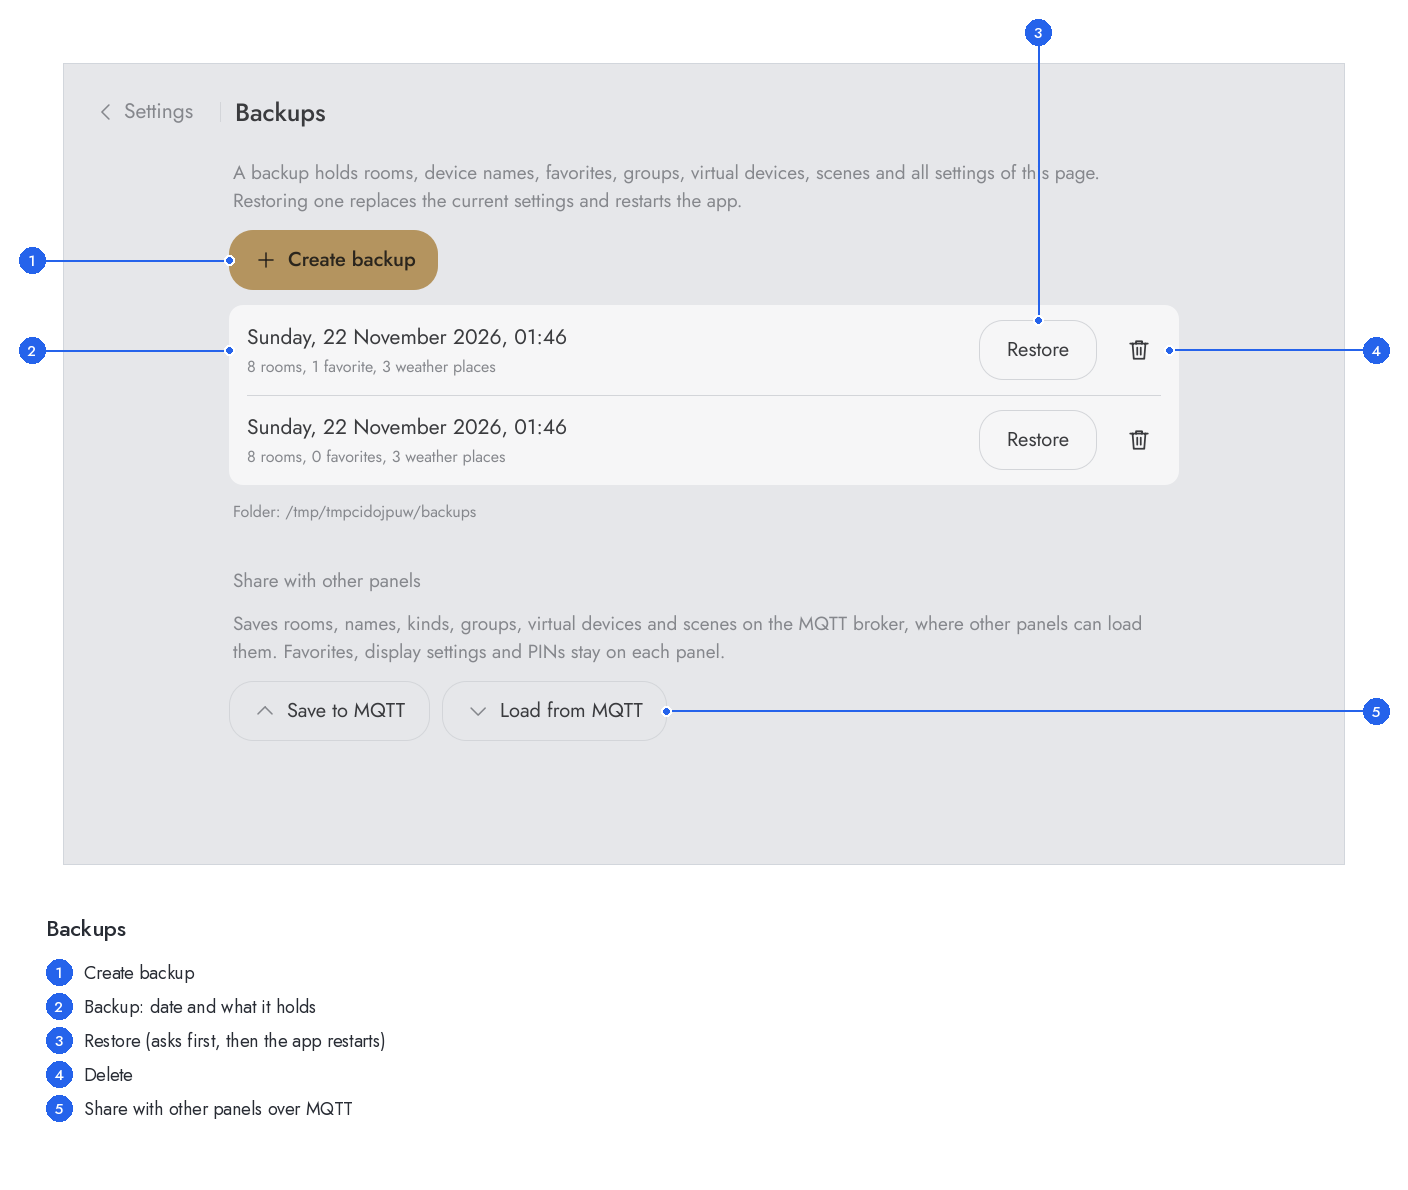 3
Settings
Backups
A backup holds rooms, device names, favorites, groups, virtual devices, scenes and all settings of this page.
Restoring one replaces the current settings and restarts the app.
1
Create backup
2
Sunday, 22 November 2026, 01:46
8 rooms, 1 favorite, 3 weather places
Restore
4
Sunday, 22 November 2026, 01:46
8 rooms, 0 favorites, 3 weather places
Restore
Folder: /tmp/tmpcidojpuw/backups
Share with other panels
Saves rooms, names, kinds, groups, virtual devices and scenes on the MQTT broker, where other panels can load
them. Favorites, display settings and PINs stay on each panel.
Save to MQTT
Load from MQTT
5
Backups
1 Create backup
2 Backup: date and what it holds
3 Restore (asks first, then the app restarts)
4 Delete
5 Share with other panels over MQTT